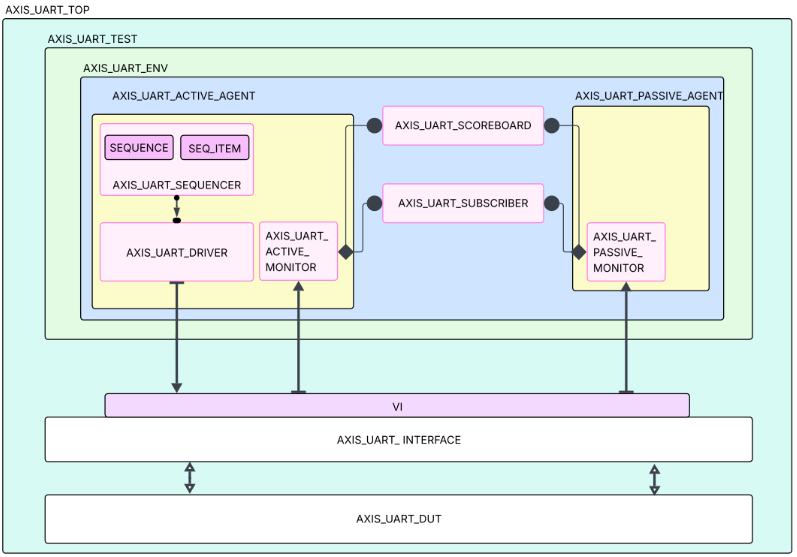 AXIS_UART_TOP
AXIS_UART_TEST
AXIS_UART_ENV
AXIS_UART_ACTIVE_AGENT
AXIS_UART_PASSIVE_AGENT
SEQUENCE
SEQ_ITEM
AXIS_UART_SEQUENCER
AXIS_UART_SCOREBOARD
AXIS_UART_SUBSCRIBER
AXIS_UART_DRIVER
AXIS_UART_
ACTIVE_
MONITOR
AXIS_UART_
PASSIVE_
MONITOR
VI
AXIS_UART_ INTERFACE
AXIS_UART_DUT